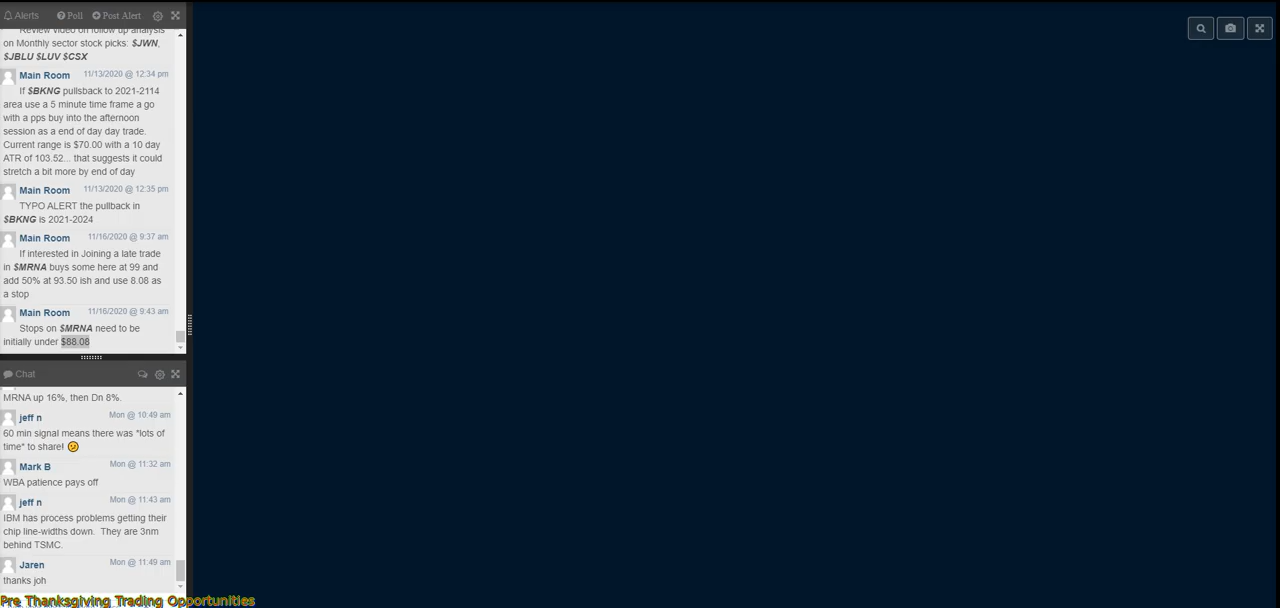 Alerts Poll Post Alert
Review video on follow up analysis
on Monthly sector stock picks: $JWN,
$JBLU $LUV $CSX
Main Room 11/13/2020 @ 12:34 pm
If $BKNG pullsback to 2021-2114
area use a 5 minute time frame a go
with a pps buy into the afternoon
session as a end of day day trade.
Current range is $70.00 with a 10 day
ATR of 103.52... that suggests it could
stretch a bit more by end of day
Main Room 11/13/2020 @ 12:35 pm
TYPO ALERT the pullback in
$BKNG is 2021-2024
Main Room 11/16/2020 @ 9:37 am
If interested in Joining a late trade
in $MRNA buys some here at 99 and
add 50% at 93.50 ish and use 8.08 as
a stop
Main Room 11/16/2020 @ 9:43 am
Stops on $MRNA need to be
initially under $88.08
Chat
MRNA up 16%, then Dn 8%.
jeff n Mon @ 10:49 am
60 min signal means there was *lots of
time* to share! 😕
Mark B Mon @ 11:32 am
WBA patience pays off
jeff n Mon @ 11:43 am
IBM has process problems getting their
chip line-widths down. They are 3nm
behind TSMC.
Jaren Mon @ 11:49 am
thanks joh
Pre Thanksgiving Trading Opportunities